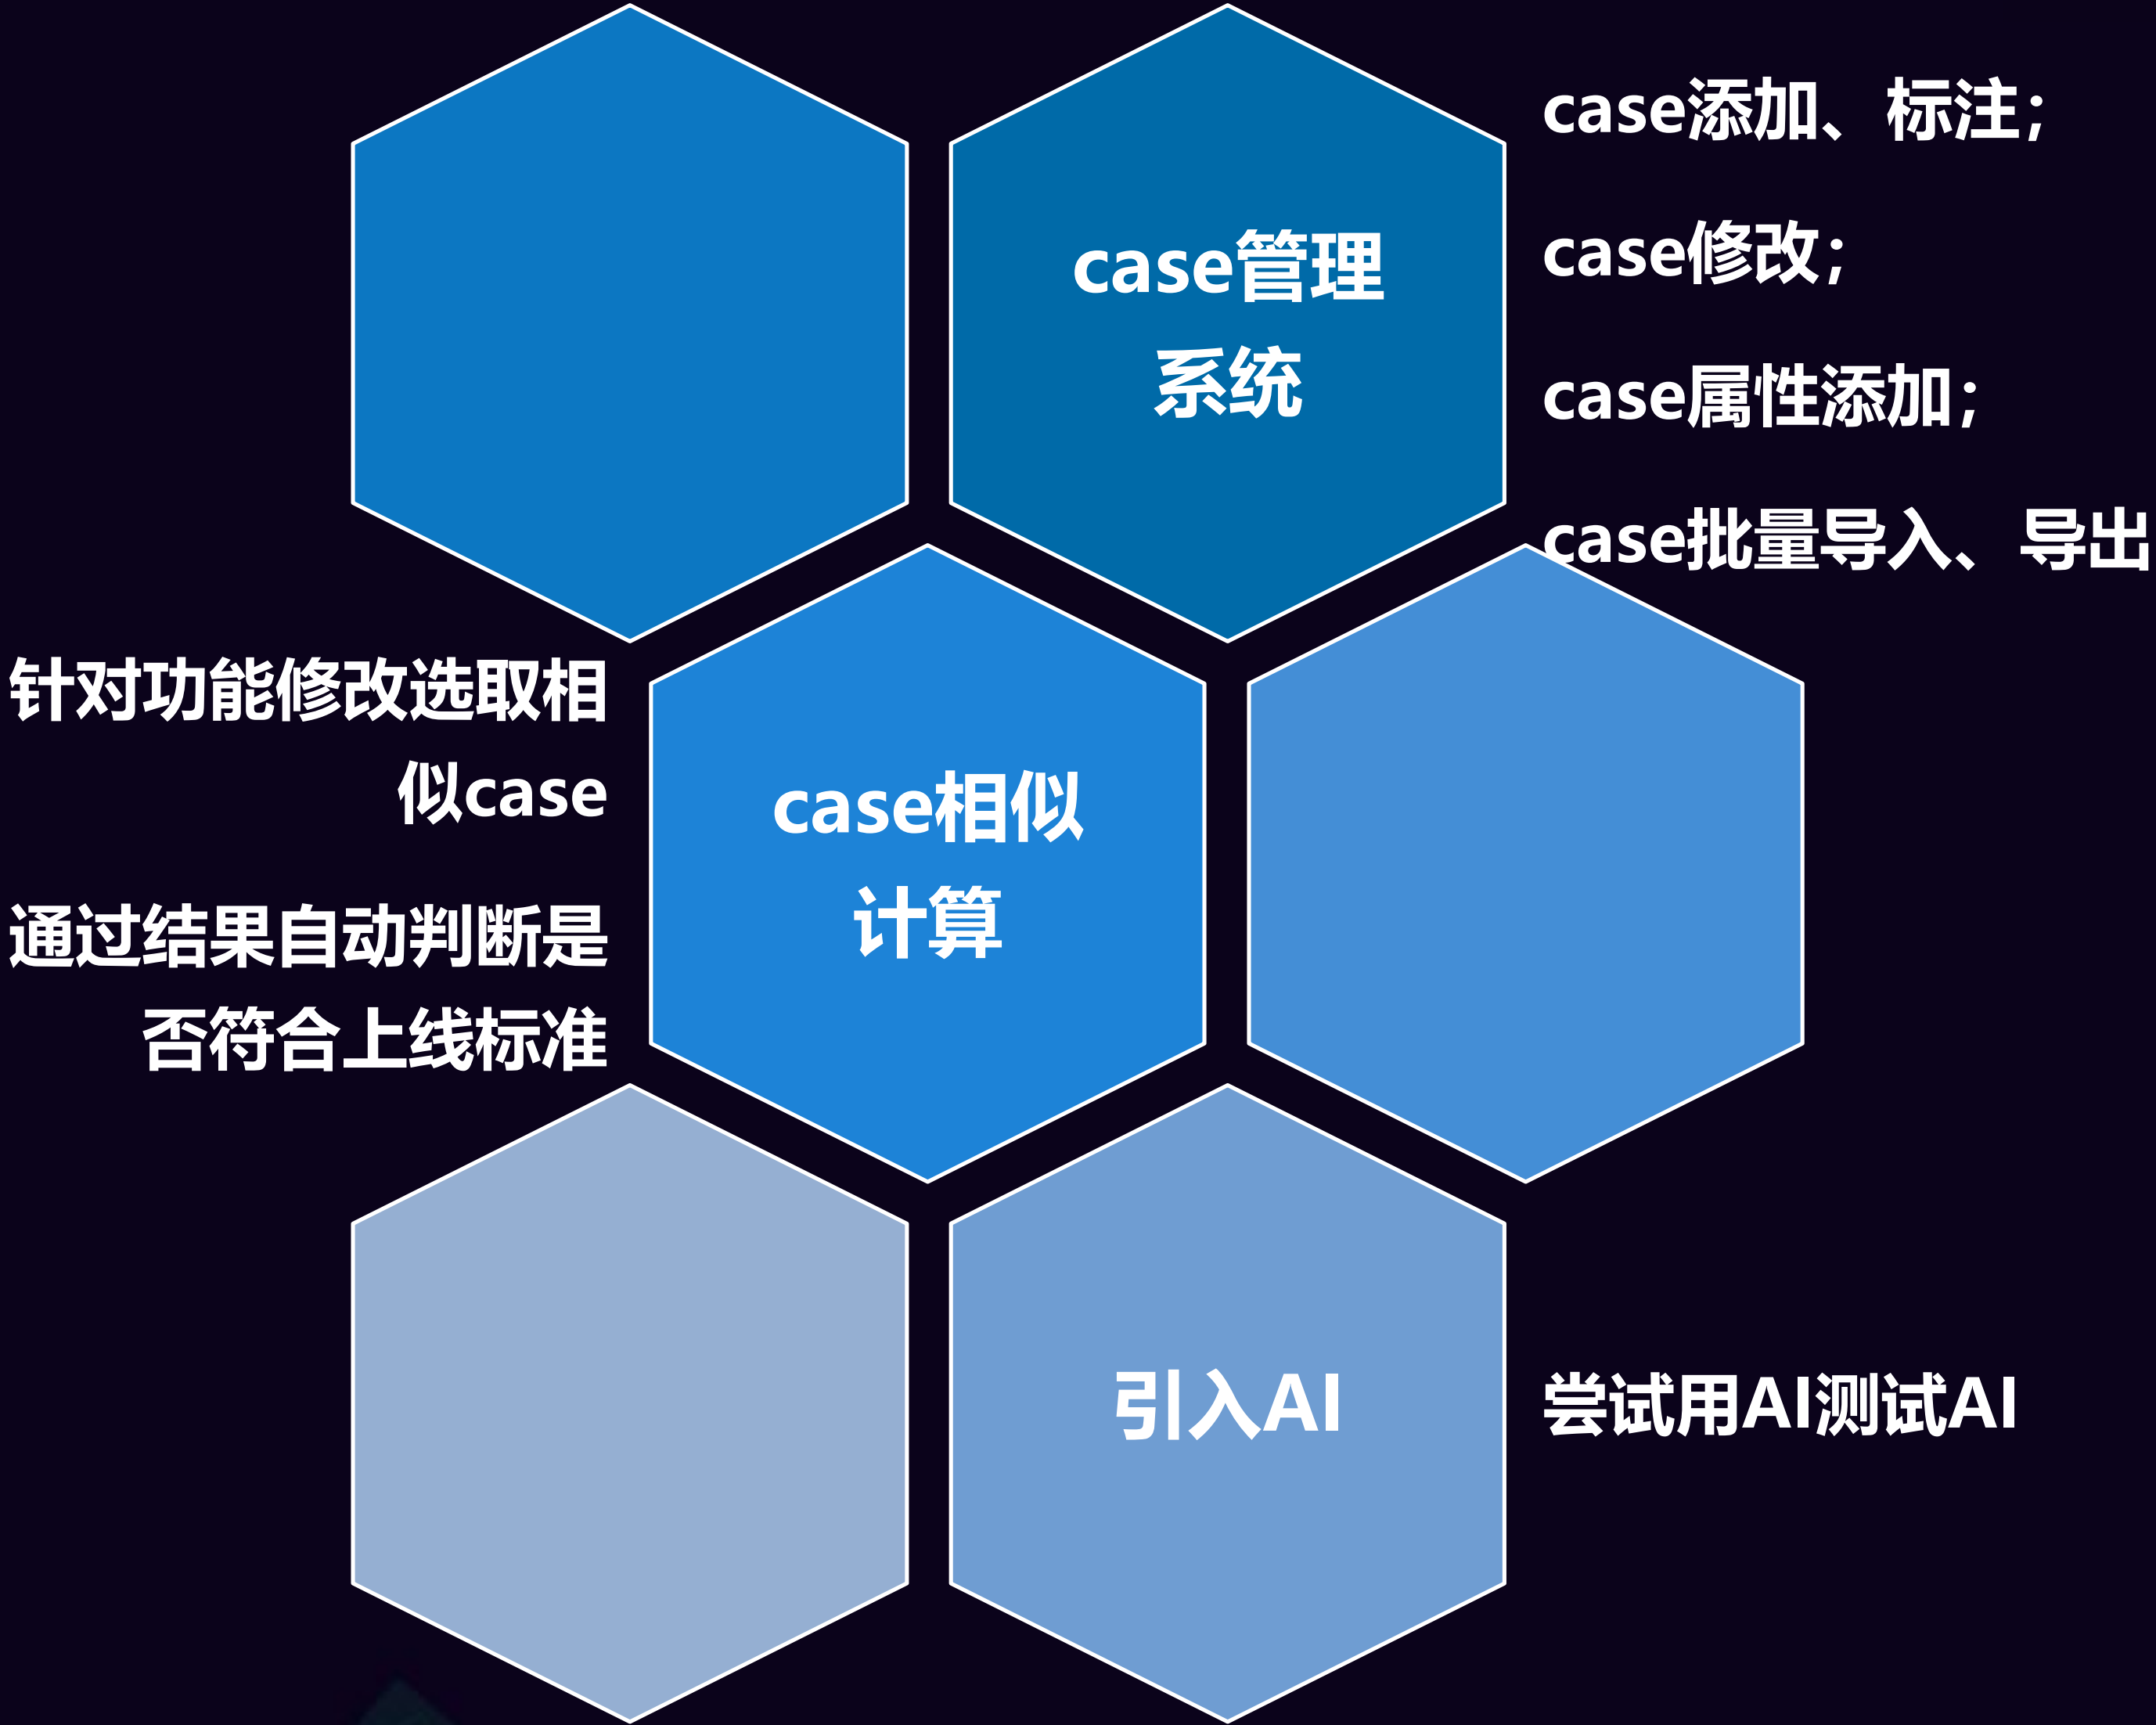 case管理
系统
case添加、标注;
case修改;
case属性添加;
case批量导入、导出
针对功能修改选取相
似case
通过结果自动判断是
否符合上线标准
case相似
计算
引入AI
尝试用AI测试AI